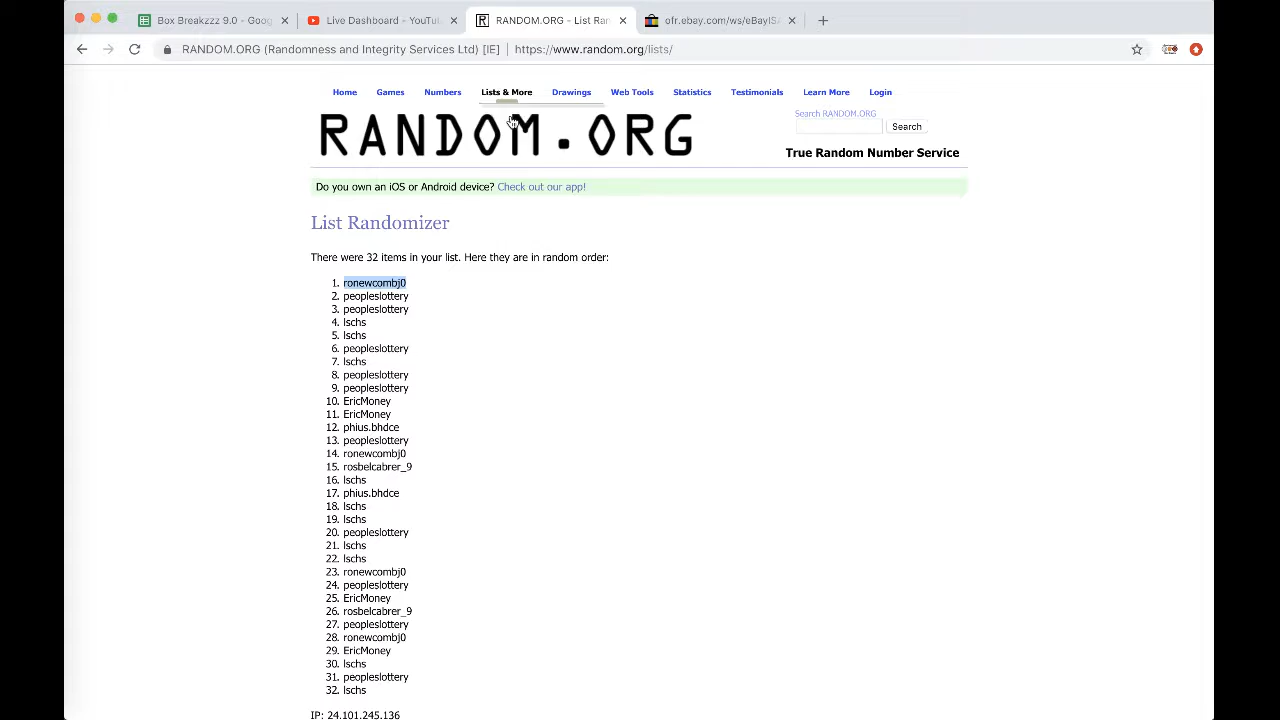 Box Breakzzz 9.0 - Goog
Live Dashboard - YouTu
RANDOM.ORG - List Ran
ofr.ebay.com/ws/eBayISA
RANDOM.ORG (Randomness and Integrity Services Ltd) [IE] | https://www.random.org/lists/
Home Games Numbers Lists & More Drawings Web Tools Statistics Testimonials Learn More Login
Search RANDOM.ORG
RANDOM.ORG
Search
True Random Number Service
Do you own an iOS or Android device? Check out our app!
List Randomizer
There were 32 items in your list. Here they are in random order:
1. ronewcombj0
2. peopleslottery
3. peopleslottery
4. lschs
5. lschs
6. peopleslottery
7. lschs
8. peopleslottery
9. peopleslottery
10. EricMoney
11. EricMoney
12. phius.bhdce
13. peopleslottery
14. ronewcombj0
15. rosbelcabrer_9
16. lschs
17. phius.bhdce
18. lschs
19. lschs
20. peopleslottery
21. lschs
22. lschs
23. ronewcombj0
24. peopleslottery
25. EricMoney
26. rosbelcabrer_9
27. peopleslottery
28. ronewcombj0
29. EricMoney
30. lschs
31. peopleslottery
32. lschs
IP: 24.101.245.136